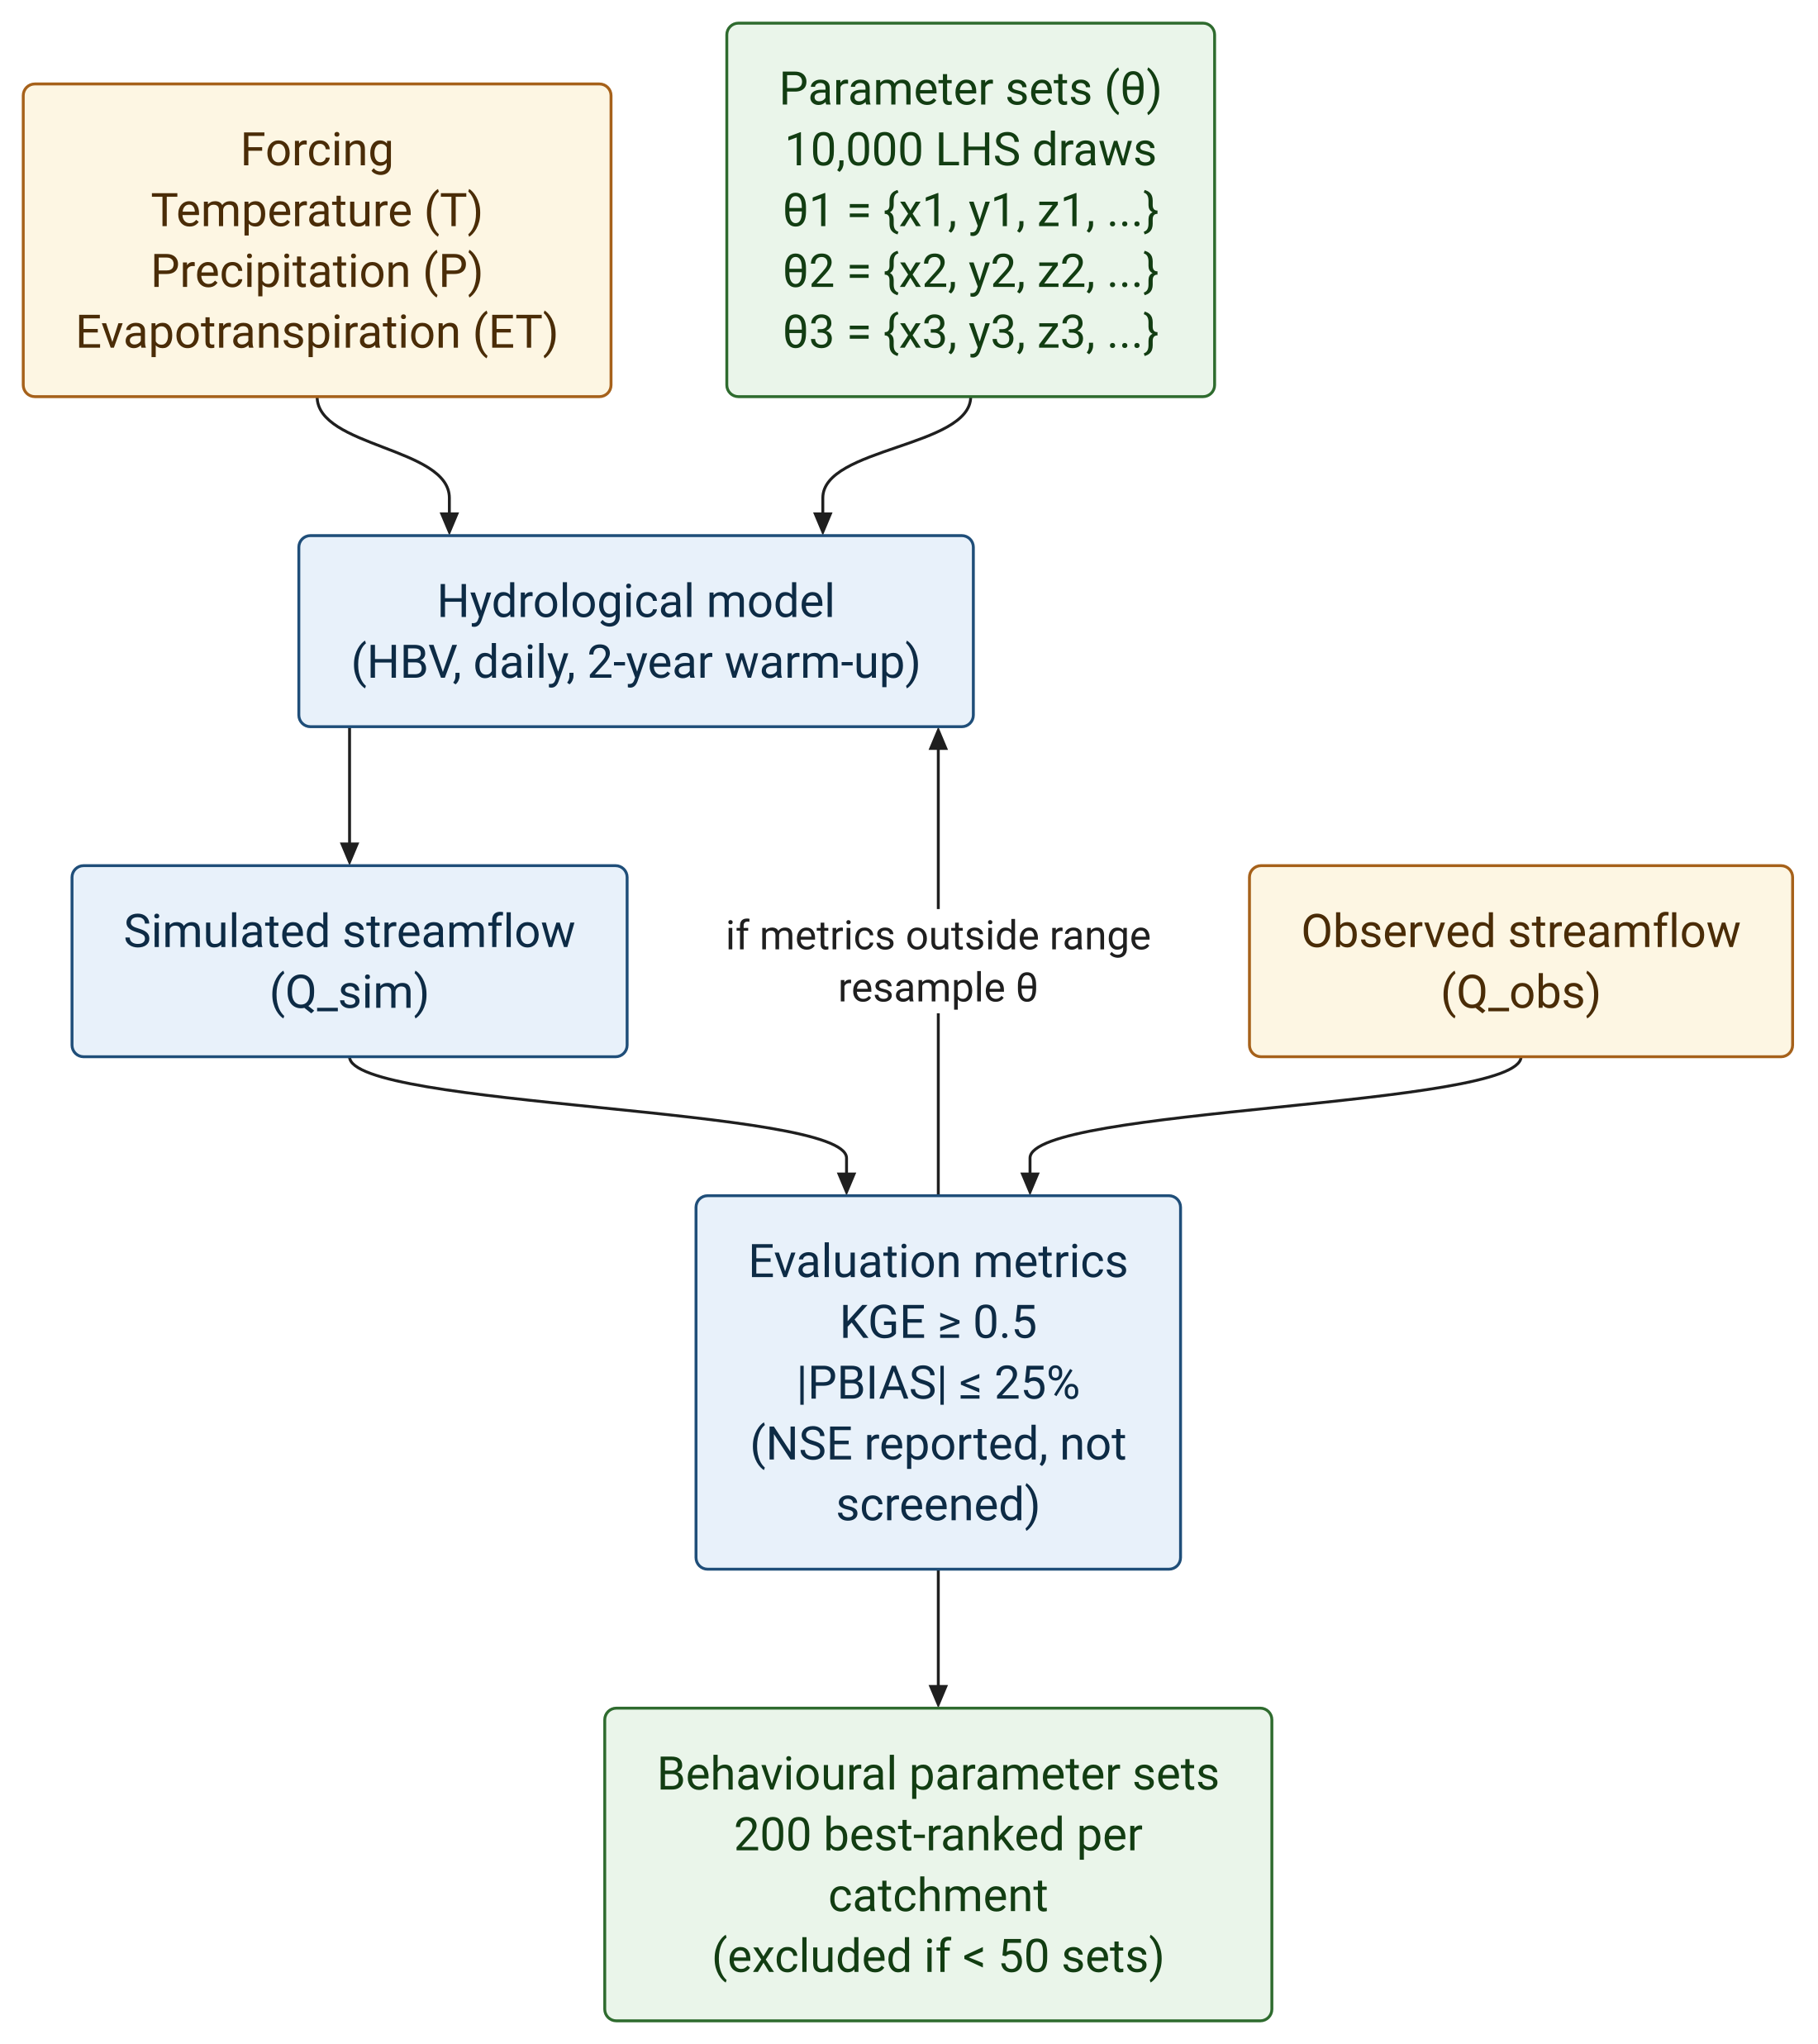 Forcing
Temperature (T)
Precipitation (P)
Evapotranspiration (ET)
Parameter sets (θ)
10,000 LHS draws
θ1 = {x1, y1, z1, ...}
θ2 = {x2, y2, z2, ...}
θ3 = {x3, y3, z3, ...}
Hydrological model
(HBV, daily, 2-year warm-up)
Simulated streamflow
(Q_sim)
if metrics outside range
resample θ
Observed streamflow
(Q_obs)
Evaluation metrics
KGE ≥ 0.5
|PBIAS| ≤ 25%
(NSE reported, not
screened)
Behavioural parameter sets
200 best-ranked per
catchment
(excluded if < 50 sets)